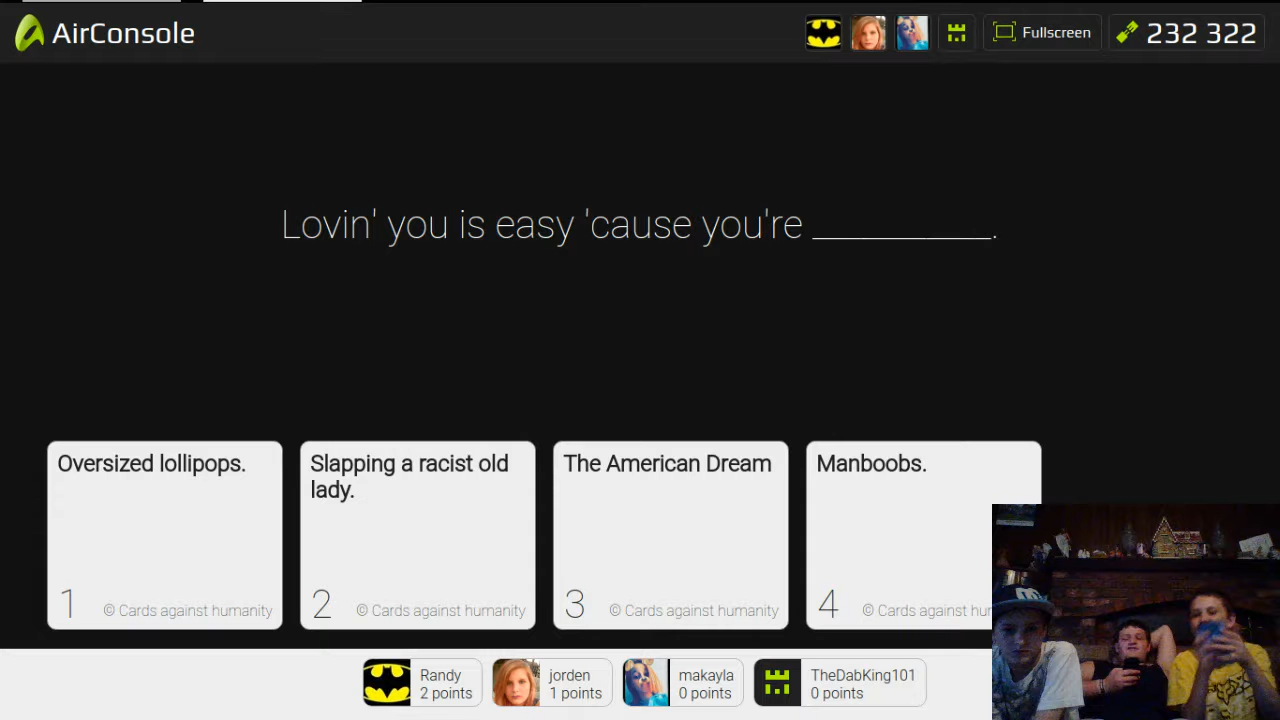 AirConsole
Fullscreen
232 322
Lovin' you is easy 'cause you're __________.
Oversized lollipops.
1 © Cards against humanity
Slapping a racist old
lady.
2 © Cards against humanity
The American Dream
3 © Cards against humanity
Manboobs.
4 © Cards against
Randy
2 points
jorden
1 points
makayla
0 points
TheDabKing101
0 points